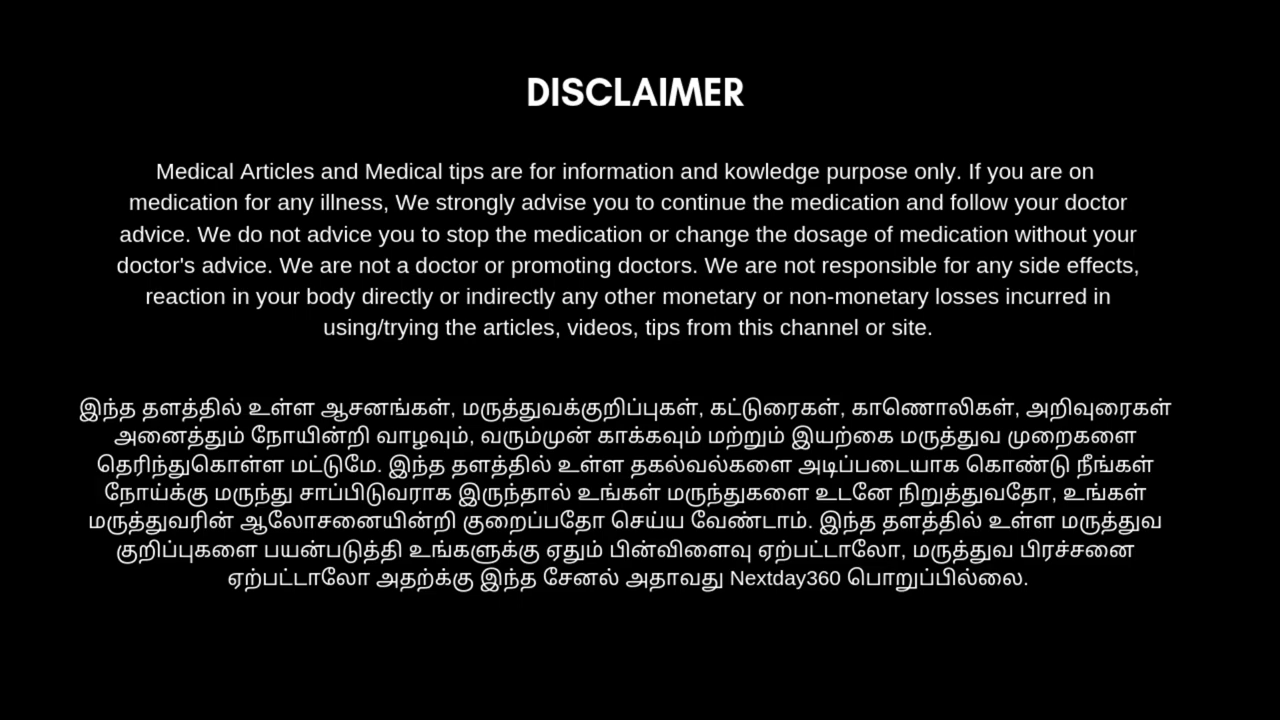 DISCLAIMER
Medical Articles and Medical tips are for information and kowledge purpose only. If you are on
medication for any illness, We strongly advise you to continue the medication and follow your doctor
advice. We do not advice you to stop the medication or change the dosage of medication without your
doctor's advice. We are not a doctor or promoting doctors. We are not responsible for any side effects,
reaction in your body directly or indirectly any other monetary or non-monetary losses incurred in
using/trying the articles, videos, tips from this channel or site.
இந்த தளத்தில் உள்ள ஆசனங்கள், மருத்துவக்குறிப்புகள், கட்டுரைகள், காணொலிகள், அறிவுரைகள்
அனைத்தும் நோயின்றி வாழவும், வரும்முன் காக்கவும் மற்றும் இயற்கை மருத்துவ முறைகளை
தெரிந்துகொள்ள மட்டுமே. இந்த தளத்தில் உள்ள தகல்வல்களை அடிப்படையாக கொண்டு நீங்கள்
நோய்க்கு மருந்து சாப்பிடுவராக இருந்தால் உங்கள் மருந்துகளை உடனே நிறுத்துவதோ, உங்கள்
மருத்துவரின் ஆலோசனையின்றி குறைப்பதோ செய்ய வேண்டாம். இந்த தளத்தில் உள்ள மருத்துவ
குறிப்புகளை பயன்படுத்தி உங்களுக்கு ஏதும் பின்விளைவு ஏற்பட்டாலோ, மருத்துவ பிரச்சனை
ஏற்பட்டாலோ அதற்க்கு இந்த சேனல் அதாவது Nextday360 பொறுப்பில்லை.